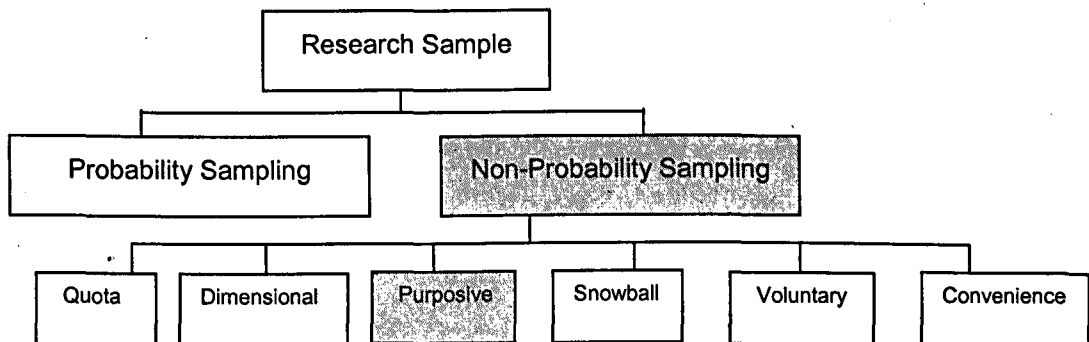 Research Sample
Probability Sampling
Non-Probability Sampling
Quota
Dimensional
Purposive
Snowball
Voluntary
Convenience